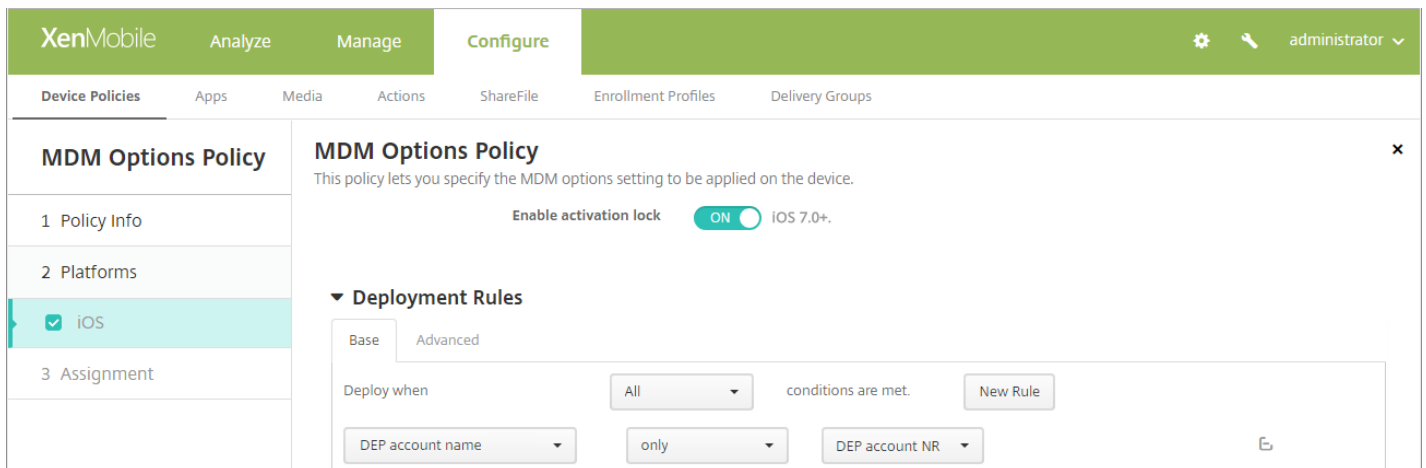 XenMobile Analyze Manage Configure administrator
Device Policies Apps Media Actions ShareFile Enrollment Profiles Delivery Groups
MDM Options Policy
1 Policy Info
2 Platforms
iOS
3 Assignment
MDM Options Policy
This policy lets you specify the MDM options setting to be applied on the device.
Enable activation lock ON iOS 7.0+.
Deployment Rules
Base Advanced
Deploy when All conditions are met. New Rule
DEP account name only DEP account NR